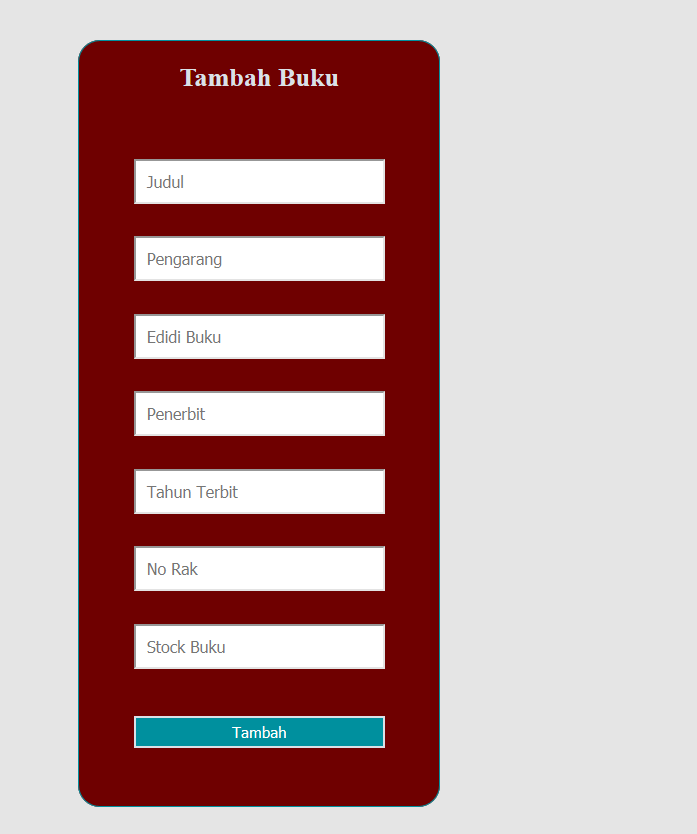 Tambah Buku
Judul
Pengarang
Edidi Buku
Penerbit
Tahun Terbit
No Rak
Stock Buku
Tambah